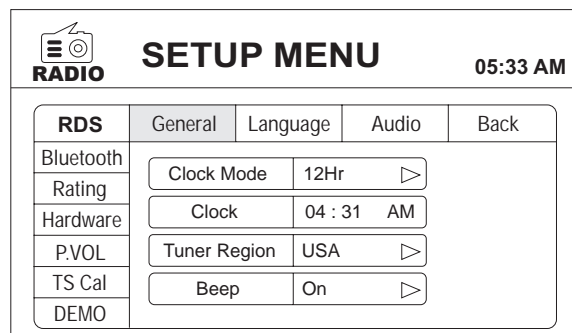 RADIO
SETUP MENU
05:33 AM
RDS General Language Audio Back
Bluetooth
Rating
Hardware
P.VOL
TS Cal
DEMO
Clock Mode 12Hr
Clock 04 : 31 AM
Tuner Region USA
Beep On